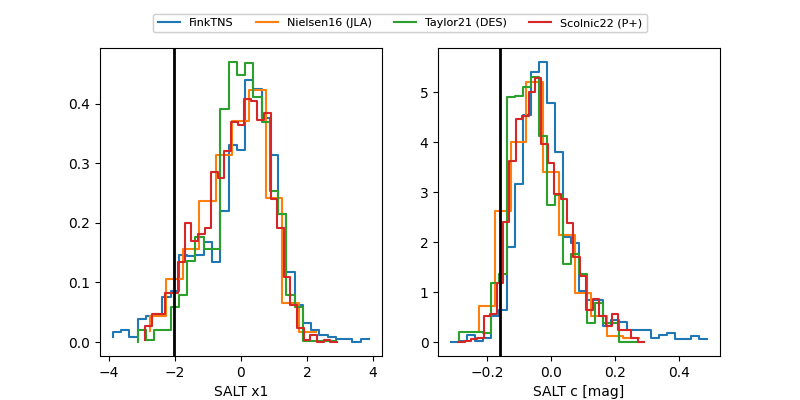 FinkTNS Nielsen16 (JLA) Taylor21 (DES) Scolnic22 (P+)
0.4
0.3
0.2
0.1
0.0
−4 −2 0 2 4
SALT x1
5
4
3
2
1
0
−0.2 0.0 0.2 0.4
SALT c [mag]